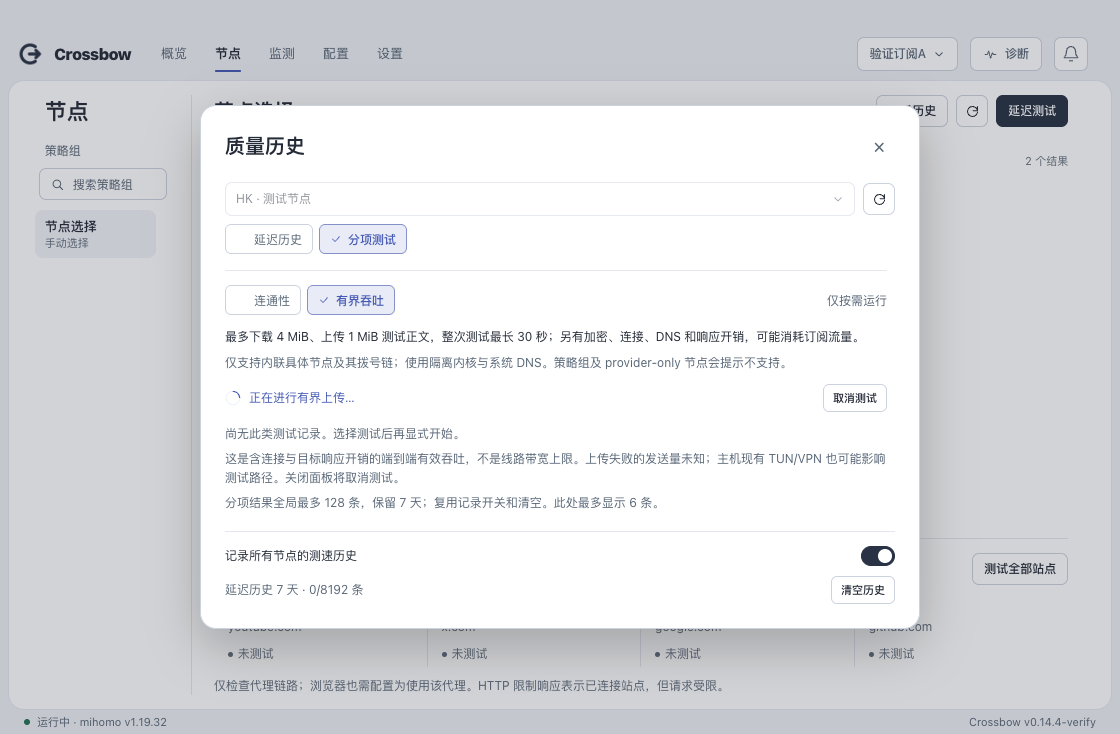 Crossbow
概览
节点
监测
配置
设置
验证订阅A
诊断
节点
策略组
搜索策略组
节点选择
手动选择
历史
延迟测试
2 个结果
质量历史
HK · 测试节点
延迟历史
分项测试
连通性
有界吞吐
仅按需运行
最多下载 4 MiB、上传 1 MiB 测试正文，整次测试最长 30 秒；另有加密、连接、DNS 和响应开销，可能消耗订阅流量。
仅支持内联具体节点及其拨号链；使用隔离内核与系统 DNS。策略组及 provider-only 节点会提示不支持。
正在进行有界上传...
取消测试
尚无此类测试记录。选择测试后再显式开始。
这是含连接与目标响应开销的端到端有效吞吐，不是线路带宽上限。上传失败的发送量未知；主机现有 TUN/VPN 也可能影响
测试路径。关闭面板将取消测试。
分项结果全局最多 128 条，保留 7 天；复用记录开关和清空。此处最多显示 6 条。
记录所有节点的测速历史
延迟历史 7 天 · 0/8192 条
清空历史
测试全部站点
youtube.com
x.com
google.com
github.com
未测试
未测试
未测试
未测试
仅检查代理链路；浏览器也需配置为使用该代理。HTTP 限制响应表示已连接站点，但请求受限。
运行中 · mihomo v1.19.32
Crossbow v0.14.4-verify